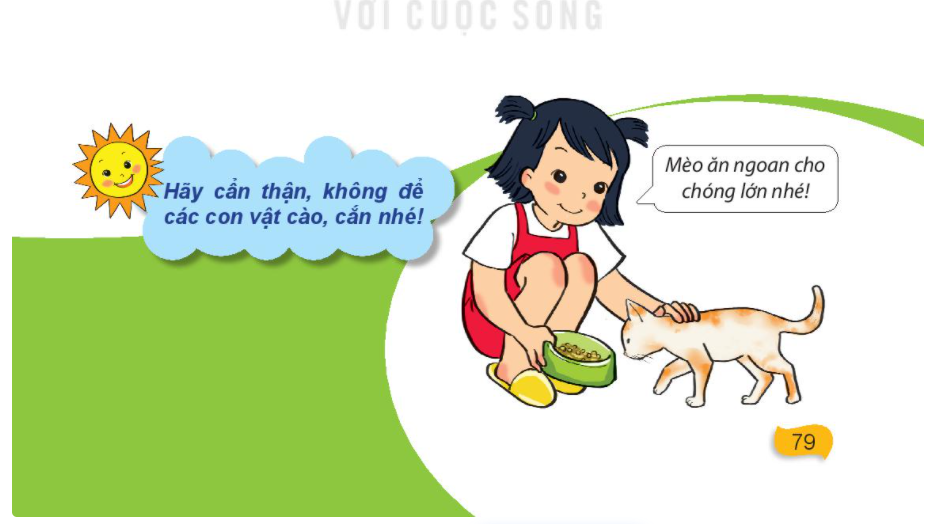 VỚI CUỘC SỐNG
Hãy cẩn thận, không để
các con vật cào, cắn nhé!
Mèo ăn ngoan cho
chóng lớn nhé!
79